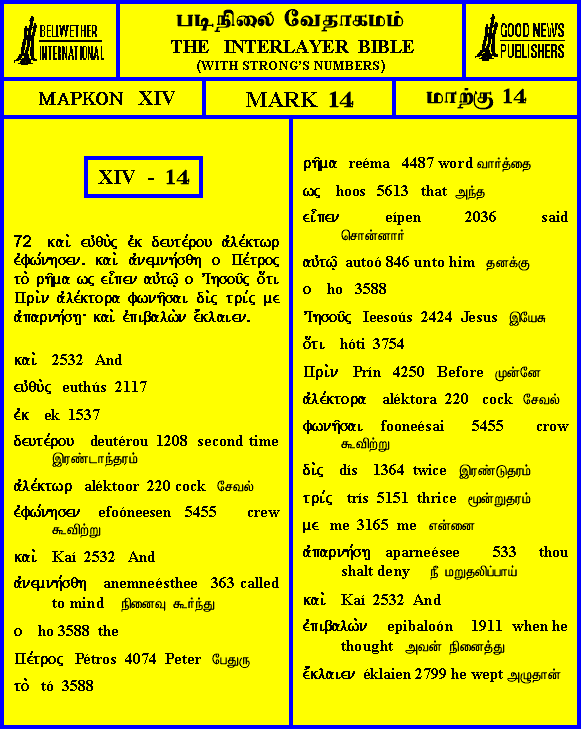 BELLWETHER
INTERNATIONAL
படிநிலை வேதாகமம்
THE INTERLAYER BIBLE
(WITH STRONG'S NUMBERS)
GOOD NEWS
PUBLISHERS
ΜΑΡΚΟΝ XIV
MARK 14
மாற்கு 14
XIV - 14
72 καὶ εὐθὺς ἐκ δευτέρου ἀλέκτωρ
ἐφώνησεν. καὶ ἀνεμνήσθη ο Πέτρος
τὸ ρῆμα ως εἶπεν αὐτῷ ο Ἰησοῦς ὅτι
Πρὶν ἀλέκτορα φωνῆσαι δὶς τρίς με
ἀπαρνήσῃ· καὶ ἐπιβαλὼν ἔκλαιεν.
καὶ 2532 And
εὐθὺς euthús 2117
ἐκ ek 1537
δευτέρου deutérou 1208 second time
இரண்டாந்தரம்
ἀλέκτωρ aléktoor 220 cock சேவல்
ἐφώνησεν efoóneesen 5455 crew
கூவிற்று
καὶ Kaí 2532 And
ἀνεμνήσθη anemneésthee 363 called
to mind நினைவு கூர்ந்து
ο ho 3588 the
Πέτρος Pétros 4074 Peter பேதுரு
τὸ tó 3588
ρῆμα reéma 4487 word வார்த்தை
ως hoos 5613 that அந்த
εἶπεν eípen 2036 said
சொன்னார்
αὐτῷ autoó 846 unto him தனக்கு
ο ho 3588
Ἰησοῦς Ieesoús 2424 Jesus இயேசு
ὅτι hóti 3754
Πρὶν Prín 4250 Before முன்னே
ἀλέκτορα aléktora 220 cock சேவல்
φωνῆσαι fooneésai 5455 crow
கூவிற்று
δὶς dís 1364 twice இரண்டுதரம்
τρίς trís 5151 thrice மூன்றுதரம்
με me 3165 me என்னை
ἀπαρνήσῃ aparneésee 533 thou
shalt deny நீ மறுதலிப்பாய்
καὶ Kaí 2532 And
ἐπιβαλὼν epibaloón 1911 when he
thought அவன் நினைத்து
ἔκλαιεν éklaien 2799 he wept அழுதான்